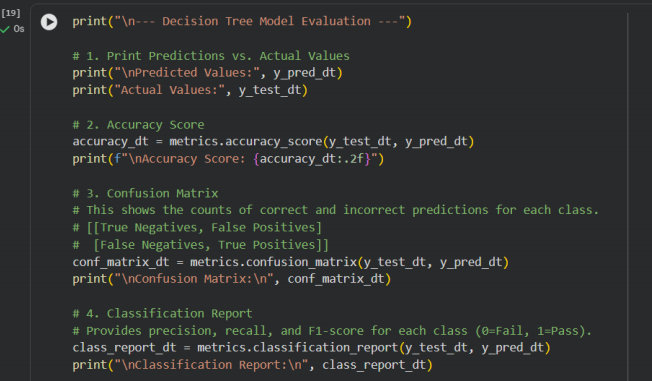 [19]
0s
print("\n--- Decision Tree Model Evaluation ---")
# 1. Print Predictions vs. Actual Values
print("\nPredicted Values:", y_pred_dt)
print("Actual Values:", y_test_dt)
# 2. Accuracy Score
accuracy_dt = metrics.accuracy_score(y_test_dt, y_pred_dt)
print(f"\nAccuracy Score: {accuracy_dt:.2f}")
# 3. Confusion Matrix
# This shows the counts of correct and incorrect predictions for each class.
# [[True Negatives, False Positives]
#  [False Negatives, True Positives]]
conf_matrix_dt = metrics.confusion_matrix(y_test_dt, y_pred_dt)
print("\nConfusion Matrix:\n", conf_matrix_dt)
# 4. Classification Report
# Provides precision, recall, and F1-score for each class (0=Fail, 1=Pass).
class_report_dt = metrics.classification_report(y_test_dt, y_pred_dt)
print("\nClassification Report:\n", class_report_dt)